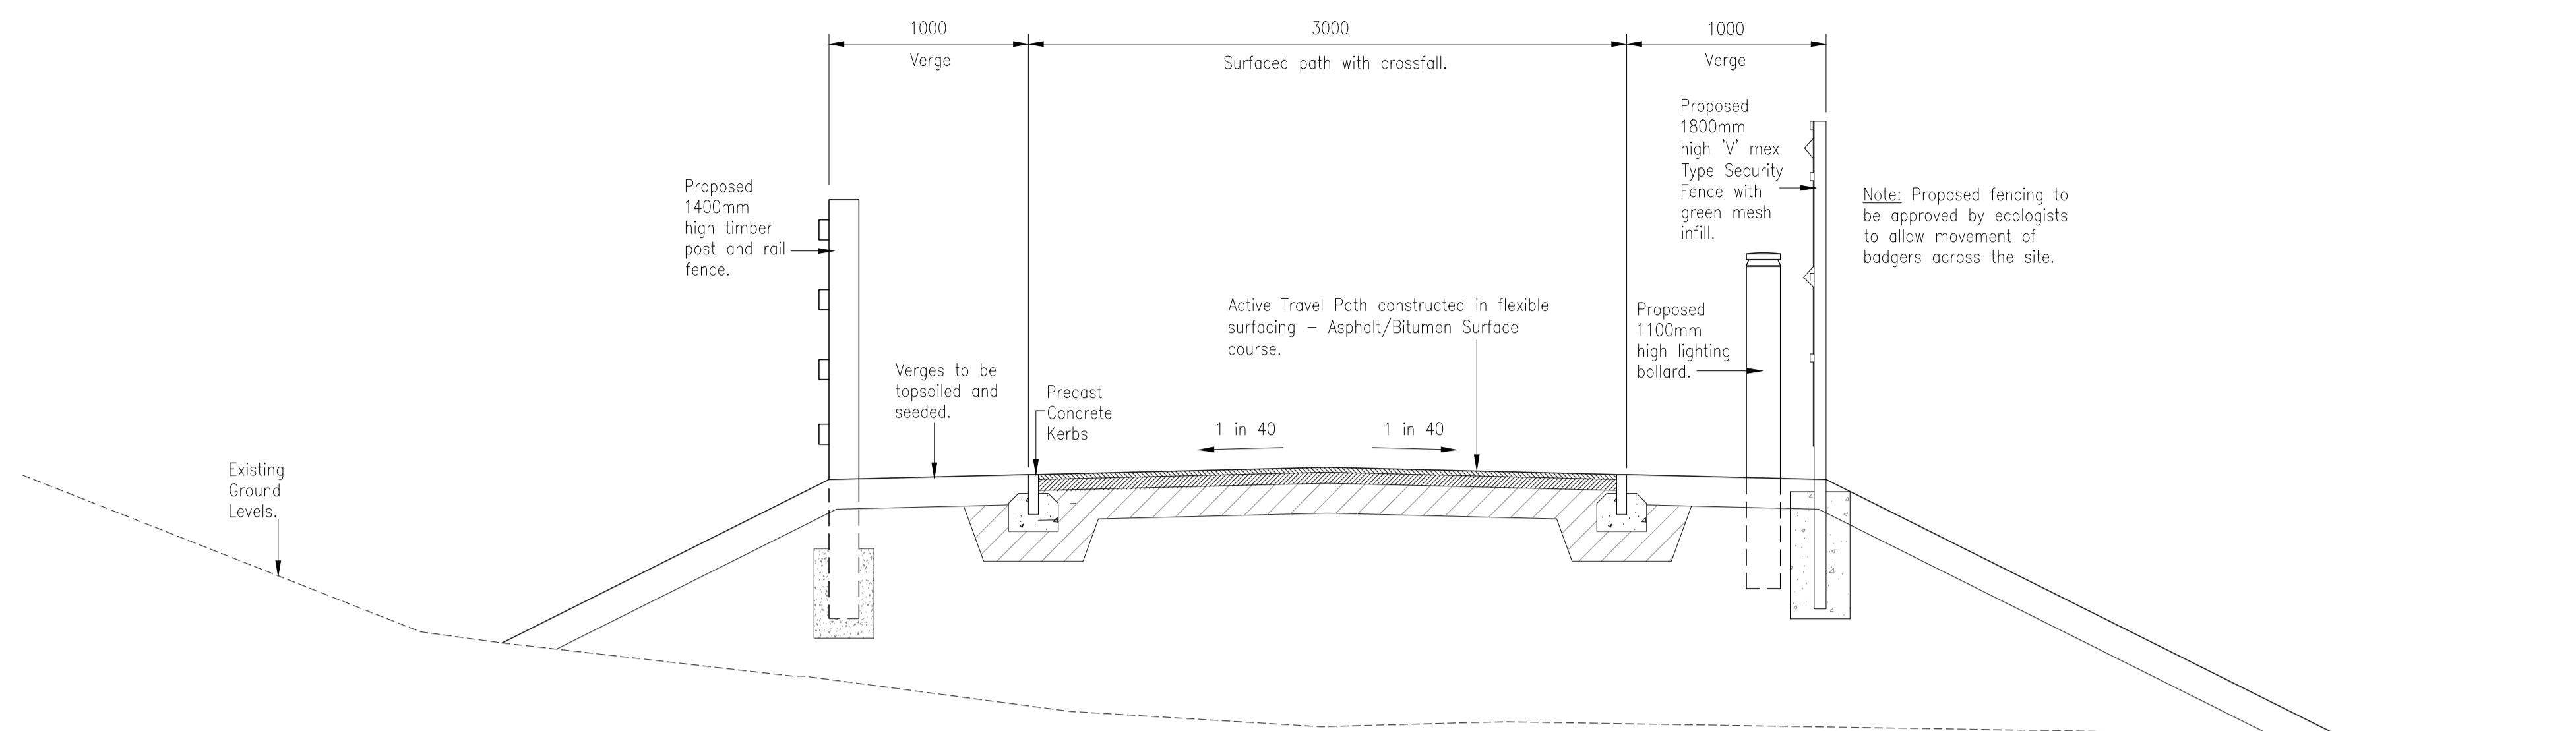 1000
3000
1000
Verge
Surfaced path with crossfall.
Verge
Proposed
1800mm
high 'V' mex
Type Security
Fence with
green mesh
infill.
Proposed
1400mm
high timber
post and rail
fence.
Note: Proposed fencing to
be approved by ecologists
to allow movement of
badgers across the site.
Active Travel Path constructed in flexible
surfacing – Asphalt/Bitumen Surface
course.
Proposed
1100mm
high lighting
bollard.
Verges to be
topsoiled and
seeded.
Precast
Concrete
Kerbs
1 in 40
1 in 40
Existing
Ground
Levels.